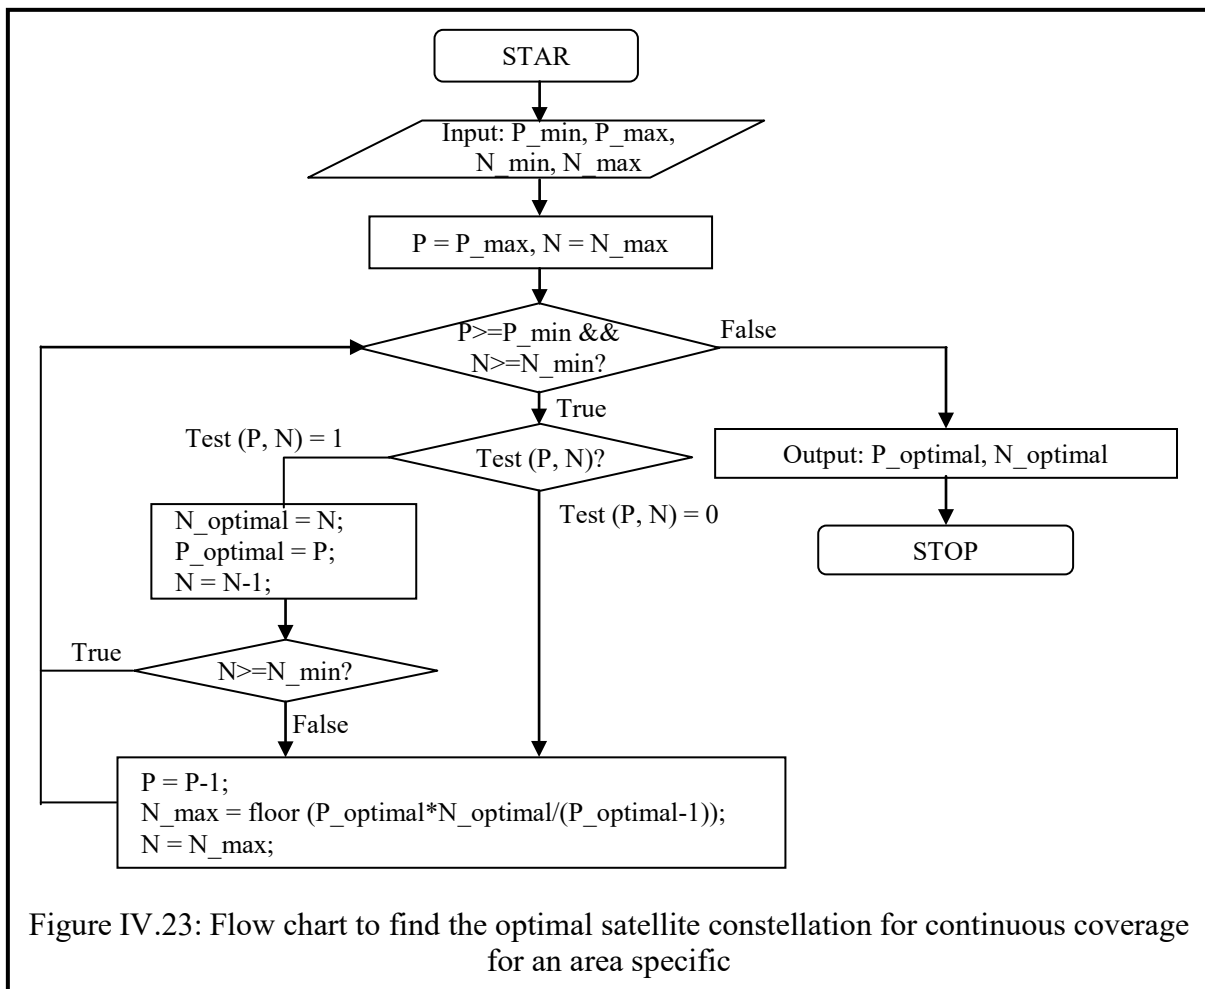 STAR
Input: P_min, P_max,
N_min, N_max
P = P_max, N = N_max
P>=P_min &&
N>=N_min?
False
True
Test (P, N) = 1
Test (P, N)?
Output: P_optimal, N_optimal
N_optimal = N;
P_optimal = P;
N = N-1;
Test (P, N) = 0
STOP
True
N>=N_min?
False
P = P-1;
N_max = floor (P_optimal*N_optimal/(P_optimal-1));
N = N_max;
Figure IV.23: Flow chart to find the optimal satellite constellation for continuous coverage
for an area specific